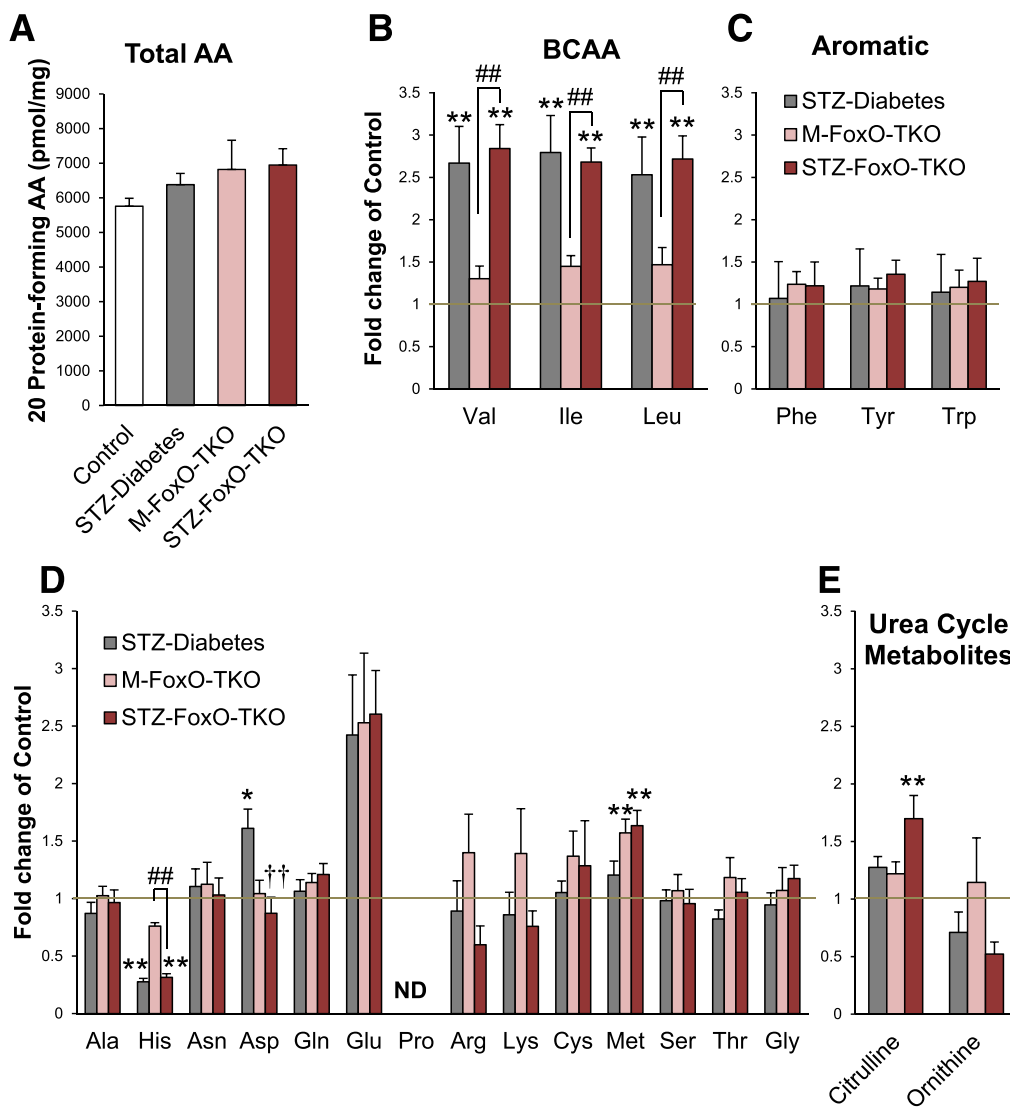 A
Total AA
20 Protein-forming AA (pmol/mg)
9000
8000
7000
6000
5000
4000
3000
2000
1000
0
Control
STZ-Diabetes
M-FoxO-TKO
STZ-FoxO-TKO
B
BCAA
Fold change of Control
3.5
3
2.5
2
1.5
1
0.5
0
** ## **
** ## **
** ## **
Val Ile Leu
C
Aromatic
STZ-Diabetes
M-FoxO-TKO
STZ-FoxO-TKO
3.5
3
2.5
2
1.5
1
0.5
0
Phe Tyr Trp
D
STZ-Diabetes
M-FoxO-TKO
STZ-FoxO-TKO
Fold change of Control
3.5
3
2.5
2
1.5
1
0.5
0
** ## **
* ††
ND
** **
Ala His Asn Asp Gln Glu Pro Arg Lys Cys Met Ser Thr Gly
E
Urea Cycle
Metabolites
3.5
3
2.5
2
1.5
1
0.5
0
**
Citrulline
Ornithine